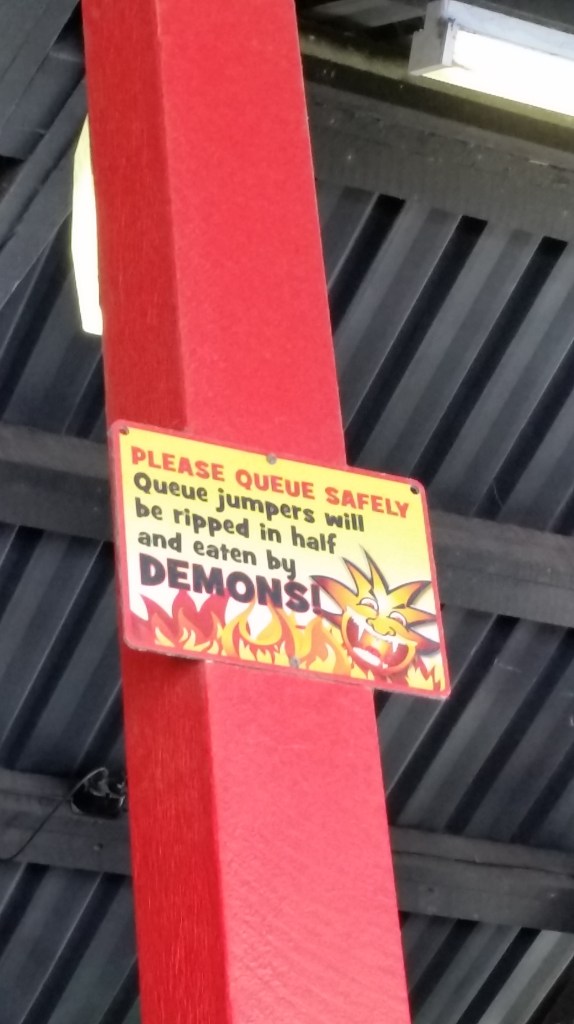 PLEASE QUEUE SAFELY
Queue jumpers will
be ripped in half
and eaten by
DEMONS!